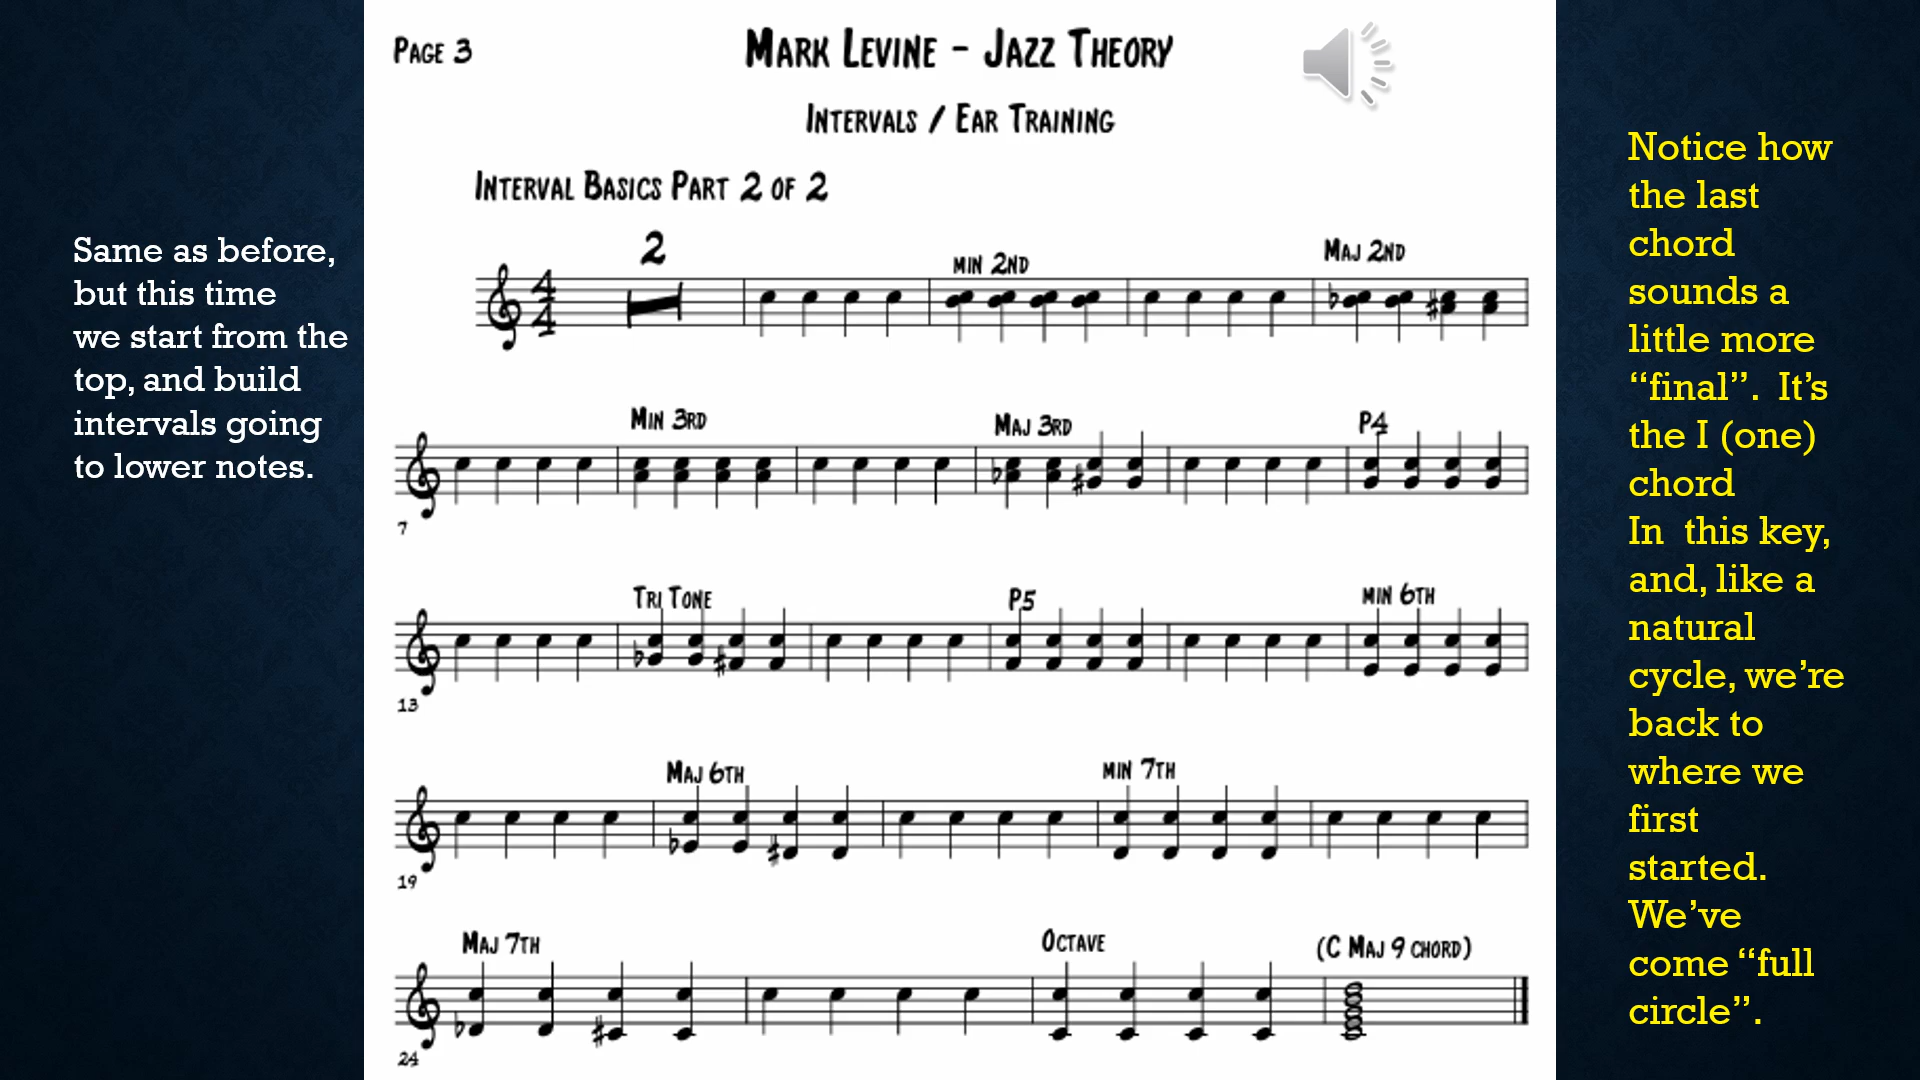 Page 3
Mark Levine - Jazz Theory
Intervals / Ear Training
Interval Basics Part 2 of 2
Same as before,
but this time
we start from the
top, and build
intervals going
to lower notes.
2
min 2nd
Maj 2nd
4
4
Min 3rd
Maj 3rd
P4
7
Tri Tone
P5
min 6th
13
Maj 6th
min 7th
19
Maj 7th
Octave
(C Maj 9 chord)
24
Notice how
the last
chord
sounds a
little more
“final”.  It’s
the I (one)
chord
In  this key,
and, like a
natural
cycle, we’re
back to
where we
first
started.
We’ve
come “full
circle”.